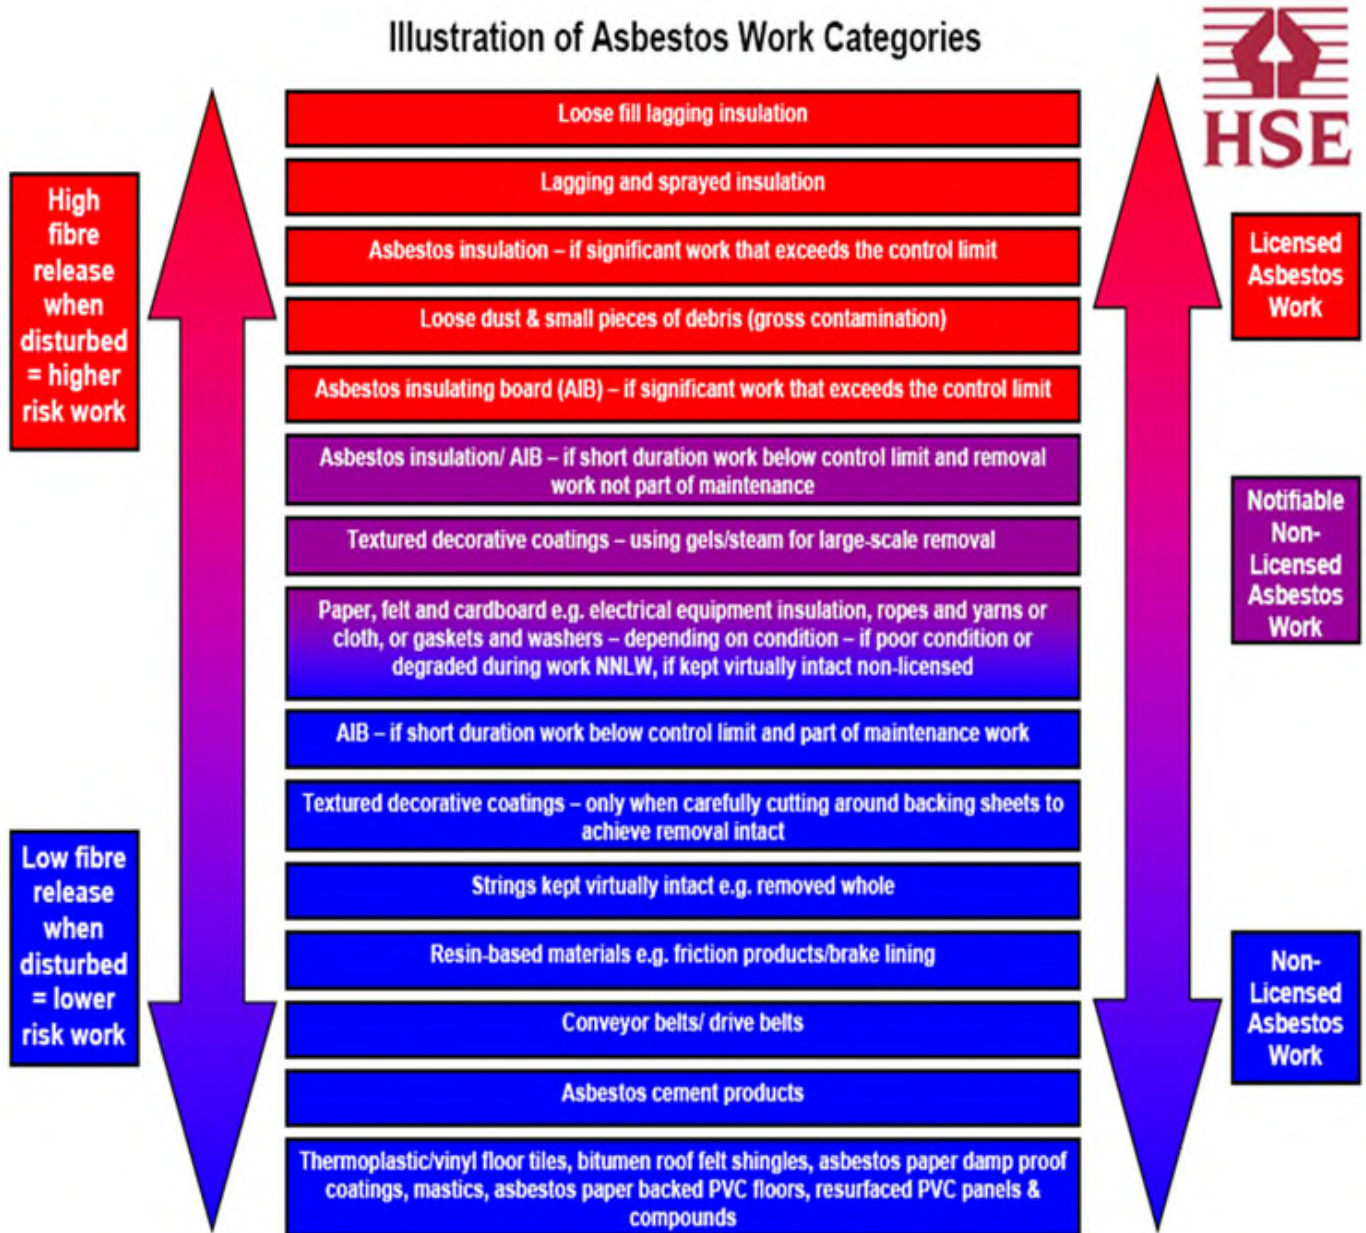 Illustration of Asbestos Work Categories
HSE
High
fibre
release
when
disturbed
= higher
risk work
Low fibre
release
when
disturbed
= lower
risk work
Loose fill lagging insulation
Lagging and sprayed insulation
Asbestos insulation – if significant work that exceeds the control limit
Loose dust & small pieces of debris (gross contamination)
Asbestos insulating board (AIB) – if significant work that exceeds the control limit
Asbestos insulation/ AIB – if short duration work below control limit and removal
work not part of maintenance
Textured decorative coatings – using gels/steam for large-scale removal
Paper, felt and cardboard e.g. electrical equipment insulation, ropes and yarns or
cloth, or gaskets and washers – depending on condition – if poor condition or
degraded during work NNLW, if kept virtually intact non-licensed
AIB – if short duration work below control limit and part of maintenance work
Textured decorative coatings – only when carefully cutting around backing sheets to
achieve removal intact
Strings kept virtually intact e.g. removed whole
Resin-based materials e.g. friction products/brake lining
Conveyor belts/ drive belts
Asbestos cement products
Thermoplastic/vinyl floor tiles, bitumen roof felt shingles, asbestos paper damp proof
coatings, mastics, asbestos paper backed PVC floors, resurfaced PVC panels &
compounds
Licensed
Asbestos
Work
Notifiable
Non-
Licensed
Asbestos
Work
Non-
Licensed
Asbestos
Work